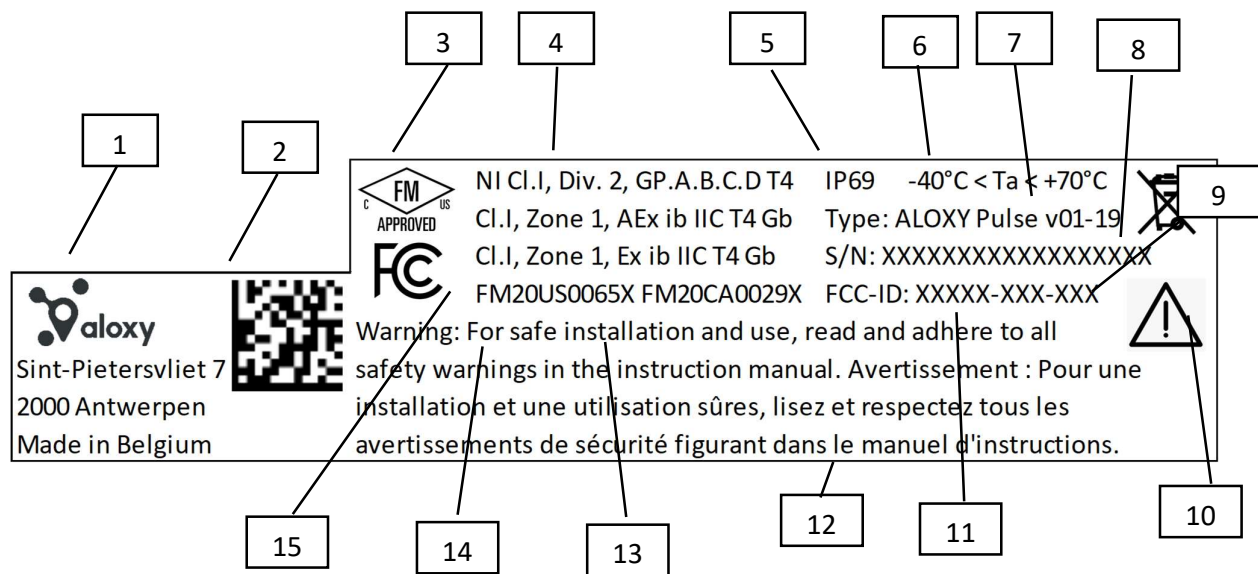 3
4
5
6
7
8
1
2
9
FM
C US
APPROVED
FC
NI Cl.I, Div. 2, GP.A.B.C.D T4
Cl.I, Zone 1, AEx ib IIC T4 Gb
Cl.I, Zone 1, Ex ib IIC T4 Gb
FM20US0065X FM20CA0029X
IP69 -40°C < Ta < +70°C
Type: ALOXY Pulse v01-19
S/N: XXXXXXXXXXXXXXXXXX
FCC-ID: XXXXX-XXX-XXX
aloxy
Sint-Pietersvliet 7
2000 Antwerpen
Made in Belgium
Warning: For safe installation and use, read and adhere to all
safety warnings in the instruction manual. Avertissement : Pour une
installation et une utilisation sûres, lisez et respectez tous les
avertissements de sécurité figurant dans le manuel d'instructions.
15
14
13
12
11
10